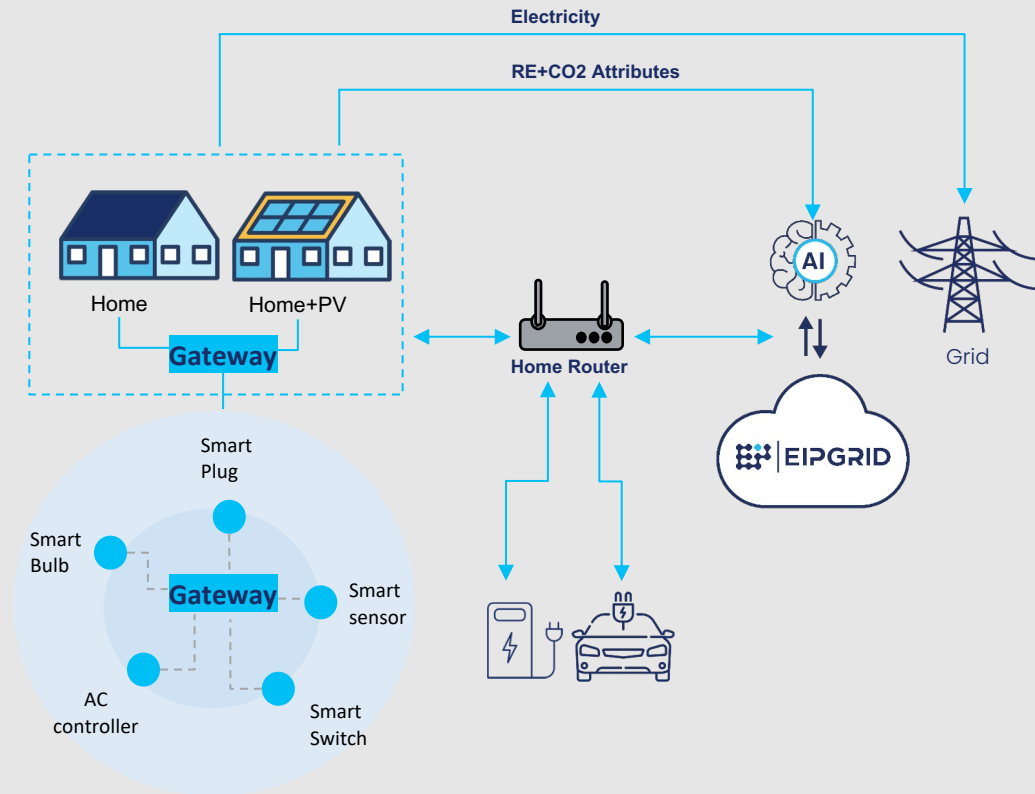 Electricity
RE+CO2 Attributes
Home
Home+PV
Gateway
AI
Home Router
Grid
EIPGRID
Smart
Plug
Smart
Bulb
Gateway
Smart
sensor
AC
controller
Smart
Switch